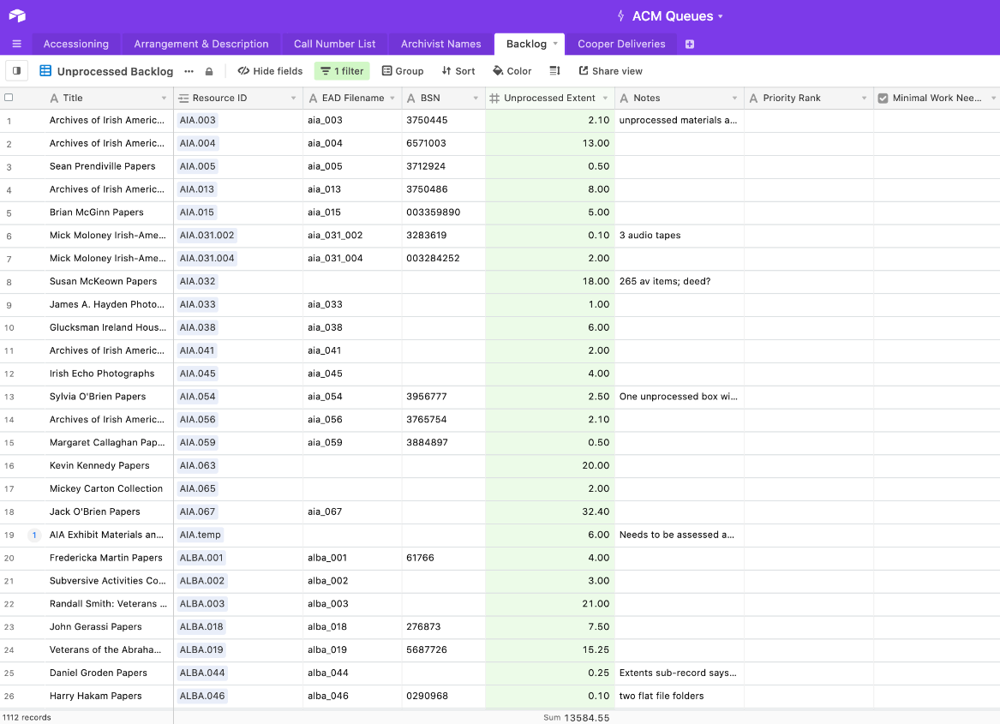 ACM Queues
Accessioning Arrangement & Description Call Number List Archivist Names Backlog Cooper Deliveries
Unprocessed Backlog ... Hide fields 1 filter Group Sort Color Share view
Title Resource ID EAD Filename BSN Unprocessed Extent Notes Priority Rank Minimal Work Nee...
1 Archives of Irish Americ... AIA.003 aia_003 3750445 2.10 unprocessed materials a...
2 Archives of Irish Americ... AIA.004 aia_004 6571003 13.00
3 Sean Prendiville Papers AIA.005 aia_005 3712924 0.50
4 Archives of Irish Americ... AIA.013 aia_013 3750486 8.00
5 Brian McGinn Papers AIA.015 aia_015 003359890 5.00
6 Mick Moloney Irish-Ame... AIA.031.002 aia_031_002 3283619 0.10 3 audio tapes
7 Mick Moloney Irish-Ame... AIA.031.004 aia_031_004 003284252 2.00
8 Susan McKeown Papers AIA.032 18.00 265 av items; deed?
9 James A. Hayden Photo... AIA.033 aia_033 1.00
10 Glucksman Ireland Hous... AIA.038 aia_038 6.00
11 Archives of Irish Americ... AIA.041 aia_041 2.00
12 Irish Echo Photographs AIA.045 aia_045 4.00
13 Sylvia O'Brien Papers AIA.054 aia_054 3956777 2.50 One unprocessed box wi...
14 Archives of Irish Americ... AIA.056 aia_056 3765754 2.10
15 Margaret Callaghan Pap... AIA.059 aia_059 3884897 0.50
16 Kevin Kennedy Papers AIA.063 20.00
17 Mickey Carton Collection AIA.065 2.00
18 Jack O'Brien Papers AIA.067 aia_067 32.40
19 1 AIA Exhibit Materials an... AIA.temp 6.00 Needs to be assessed a...
20 Fredericka Martin Papers ALBA.001 alba_001 61766 4.00
21 Subversive Activities Co... ALBA.002 alba_002 3.00
22 Randall Smith: Veterans ... ALBA.003 alba_003 21.00
23 John Gerassi Papers ALBA.018 alba_018 276873 7.50
24 Veterans of the Abraha... ALBA.019 alba_019 5687726 15.25
25 Daniel Groden Papers ALBA.044 alba_044 0.25 Extents sub-record says...
26 Harry Hakam Papers ALBA.046 alba_046 0290968 0.10 two flat file folders
1112 records Sum 13584.55